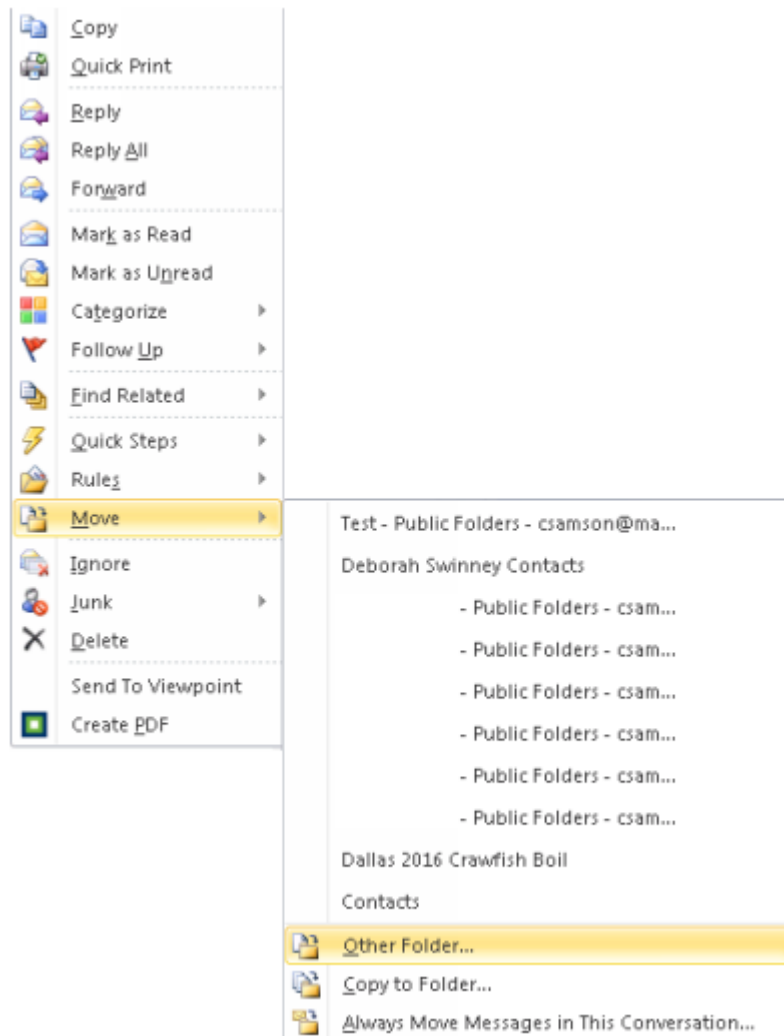 Copy
Quick Print
Reply
Reply All
Forward
Mark as Read
Mark as Unread
Categorize
Follow Up
Find Related
Quick Steps
Rules
Move
Ignore
Junk
Delete
Send To Viewpoint
Create PDF
Test - Public Folders - csamson@ma...
Deborah Swinney Contacts
- Public Folders - csam...
- Public Folders - csam...
- Public Folders - csam...
- Public Folders - csam...
- Public Folders - csam...
- Public Folders - csam...
Dallas 2016 Crawfish Boil
Contacts
Other Folder...
Copy to Folder...
Always Move Messages in This Conversation...